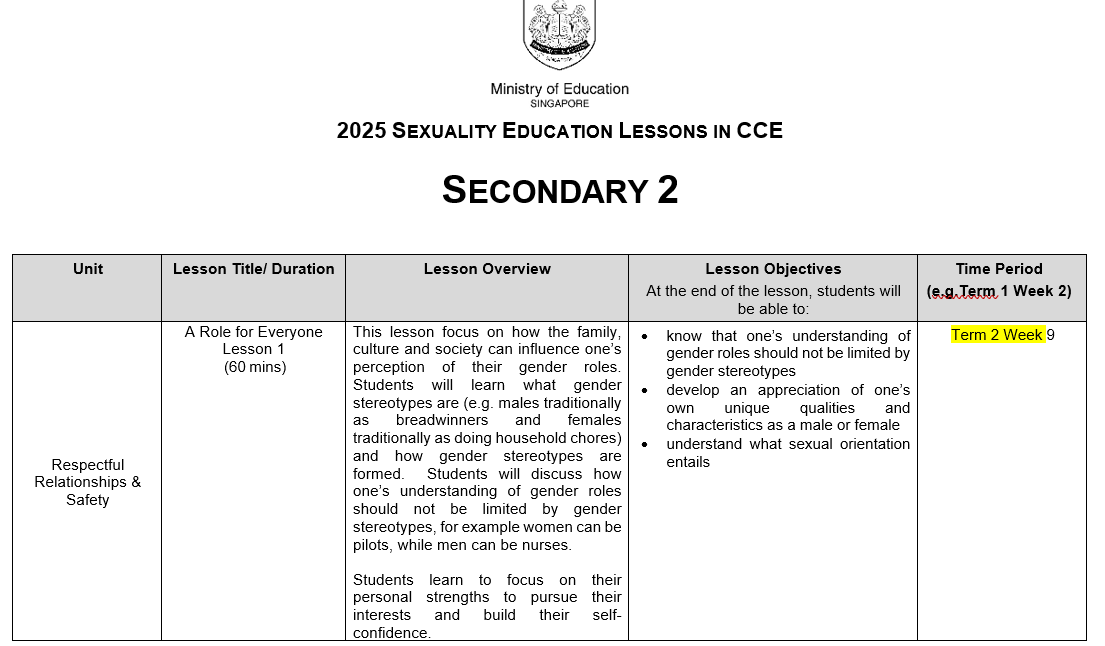 Ministry of Education
SINGAPORE
2025 SEXUALITY EDUCATION LESSONS IN CCE
SECONDARY 2
Unit
Lesson Title/ Duration
Lesson Overview
Lesson Objectives
At the end of the lesson, students will
be able to:
Time Period
(e.g.Term 1 Week 2)
Respectful
Relationships &
Safety
A Role for Everyone
Lesson 1
(60 mins)
This lesson focus on how the family,
culture and society can influence one’s
perception of their gender roles.
Students will learn what gender
stereotypes are (e.g. males traditionally
as breadwinners and females
traditionally as doing household chores)
and how gender stereotypes are
formed. Students will discuss how
one’s understanding of gender roles
should not be limited by gender
stereotypes, for example women can be
pilots, while men can be nurses.
Students learn to focus on their
personal strengths to pursue their
interests and build their self-
confidence.
• know that one’s understanding of
gender roles should not be limited by
gender stereotypes
• develop an appreciation of one’s
own unique qualities and
characteristics as a male or female
• understand what sexual orientation
entails
Term 2 Week 9